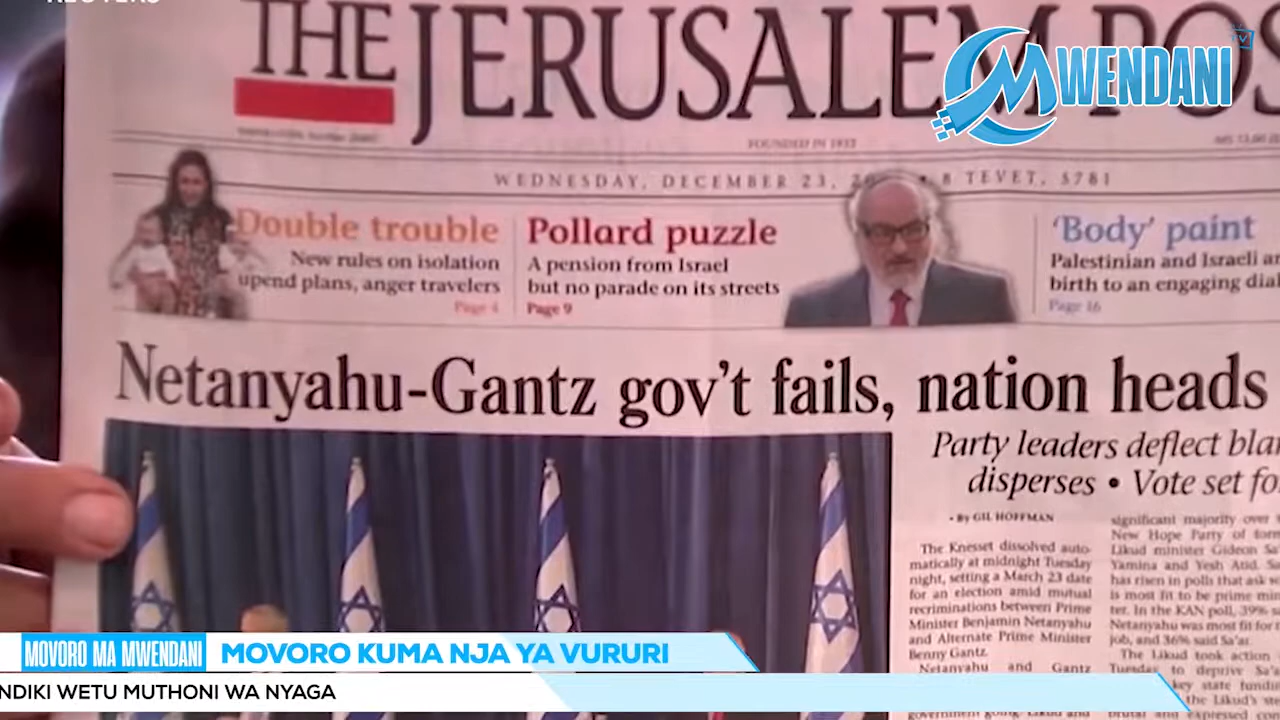 REUTERS
THE JERUSALEM POS
MWENDANI
TV
FOUNDED IN 1932
WEDNESDAY, DECEMBER 23, 8 TEVET, 5781
Double trouble
New rules on isolation
upend plans, anger travelers
Page 4
Pollard puzzle
A pension from Israel
but no parade on its streets
Page 9
'Body' paint
Palestinian and Israeli ar
birth to an engaging dial
Page 16
Netanyahu-Gantz gov't fails, nation heads
Party leaders deflect bla
disperses • Vote set fo
• By GIL HOFFMAN
The Knesset dissolved auto-
matically at midnight Tuesday
night, setting a March 23 date
for an election amid mutual
recriminations between Prime
Minister Benjamin Netanyahu
and Alternate Prime Minister
Benny Gantz.
Netanyahu and Gantz
significant majority over
New Hope Party of form
Likud minister Gideon Sa'
Yamina and Yesh Atid. Sa
has risen in polls that ask
is most fit to be prime min
ter. In the KAN poll, 39% s
Netanyahu was most fit for
job, and 36% said Sa'ar.
The Likud took action
Tuesday to deprive Sa'a
key state fundi
the Likud's
MOVORO MA MWENDANI
MOVORO KUMA NJA YA VURURI
NDIKI WETU MUTHONI WA NYAGA